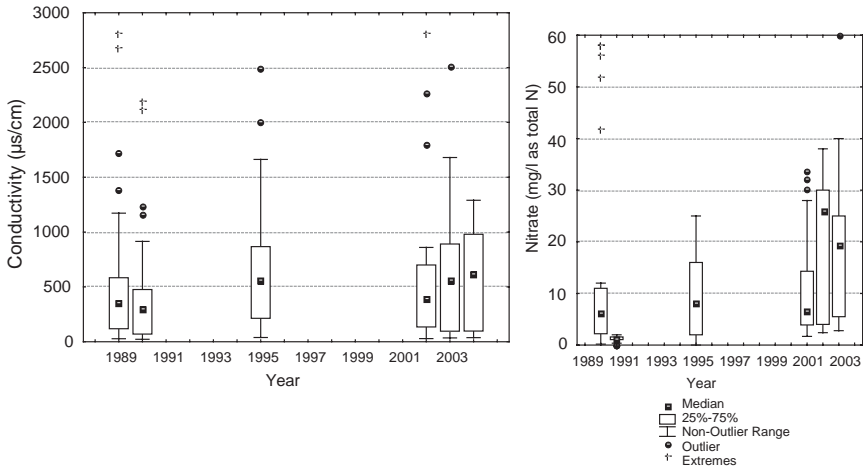 3000
2500
2000
1500
1000
500
0
Conductivity (µs/cm)
1989 1991 1993 1995 1997 1999 2001 2003
Year
60
50
40
30
20
10
0
Nitrate (mg/l as total N)
1989 1991 1993 1995 1997 1999 2001 2003
Year
Median
25%-75%
Non-Outlier Range
Outlier
Extremes